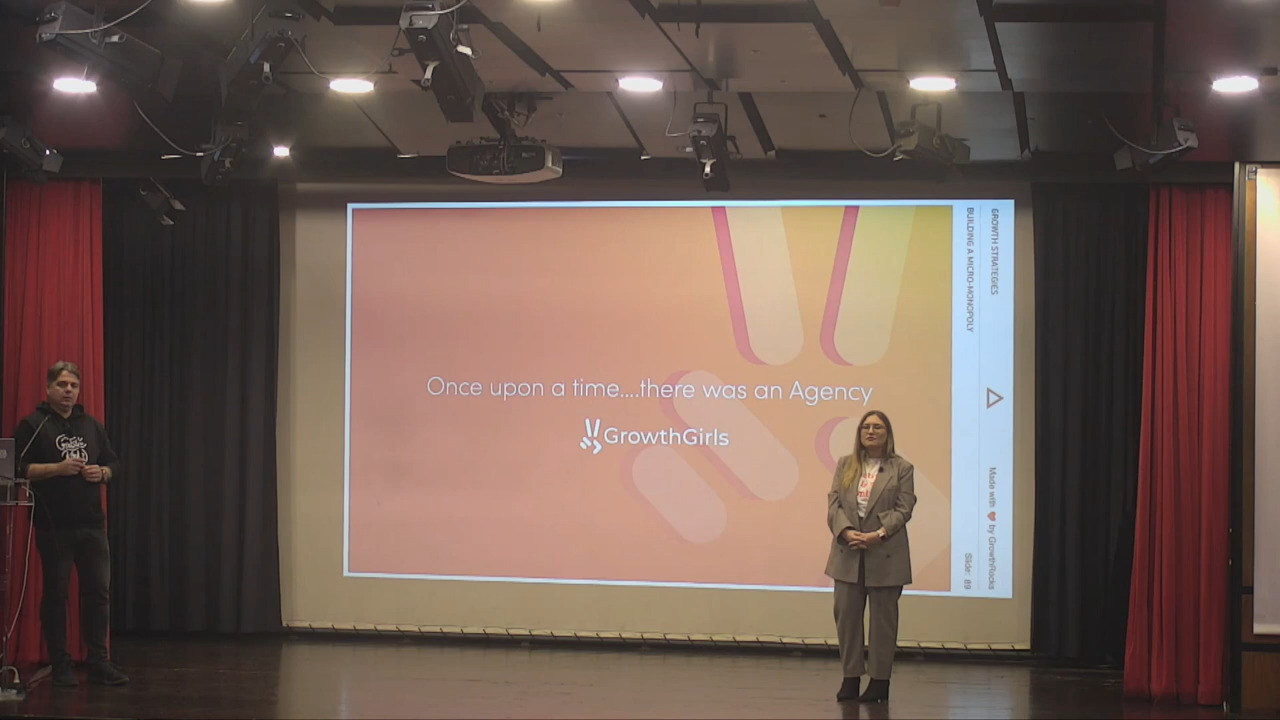 Once upon a time....there was an Agency
GrowthGirls
GROWTH STRATEGIES
BUILDING A MICRO-MONOPOLY
Made with ❤ by GrowthRocks
Slide: 89